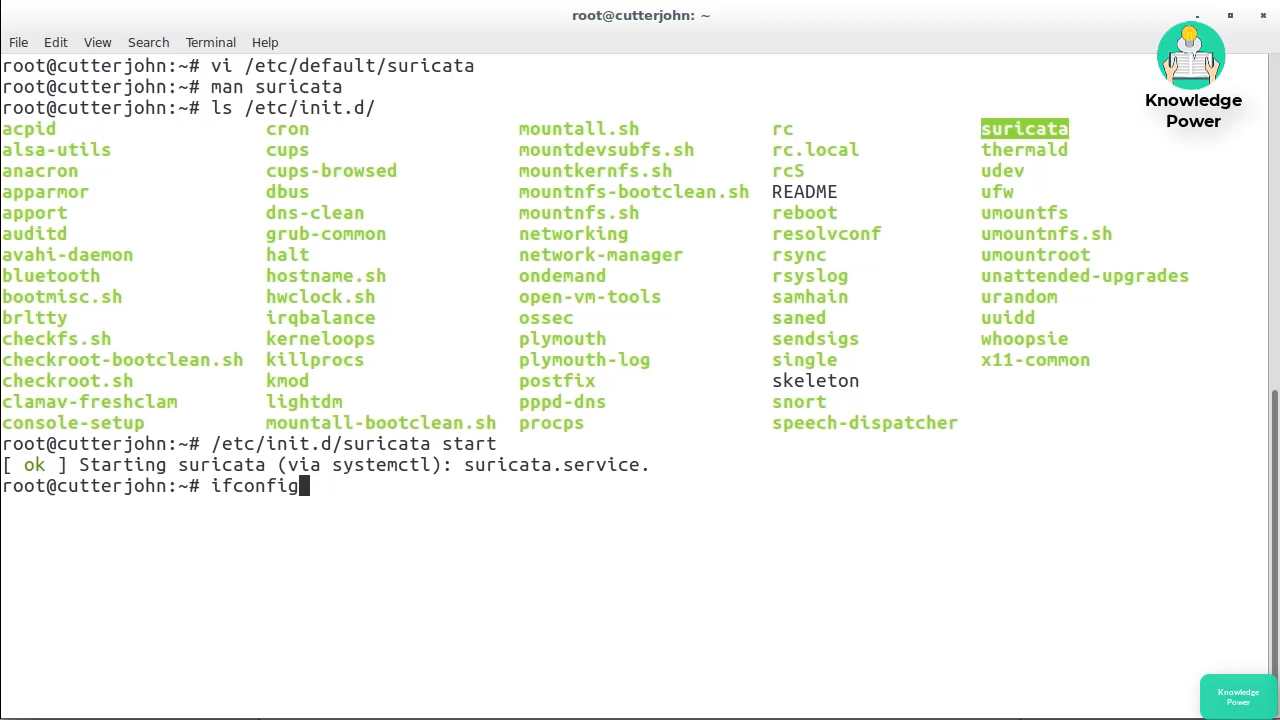 root@cutterjohn: ~
File Edit View Search Terminal Help
Knowledge
Power
root@cutterjohn:~# vi /etc/default/suricata
root@cutterjohn:~# man suricata
root@cutterjohn:~# ls /etc/init.d/
acpid cron mountall.sh rc suricata
alsa-utils cups mountdevsubfs.sh rc.local thermald
anacron cups-browsed mountkernfs.sh rcS udev
apparmor dbus mountnfs-bootclean.sh README ufw
apport dns-clean mountnfs.sh reboot umountfs
auditd grub-common networking resolvconf umountnfs.sh
avahi-daemon halt network-manager rsync umountroot
bluetooth hostname.sh ondemand rsyslog unattended-upgrades
bootmisc.sh hwclock.sh open-vm-tools samhain urandom
brltty irqbalance ossec saned uuidd
checkfs.sh kerneloops plymouth sendsigs whoopsie
checkroot-bootclean.sh killprocs plymouth-log single x11-common
checkroot.sh kmod postfix skeleton
clamav-freshclam lightdm pppd-dns snort
console-setup mountall-bootclean.sh procps speech-dispatcher
root@cutterjohn:~# /etc/init.d/suricata start
[ ok ] Starting suricata (via systemctl): suricata.service.
root@cutterjohn:~# ifconfig
Knowledge
Power